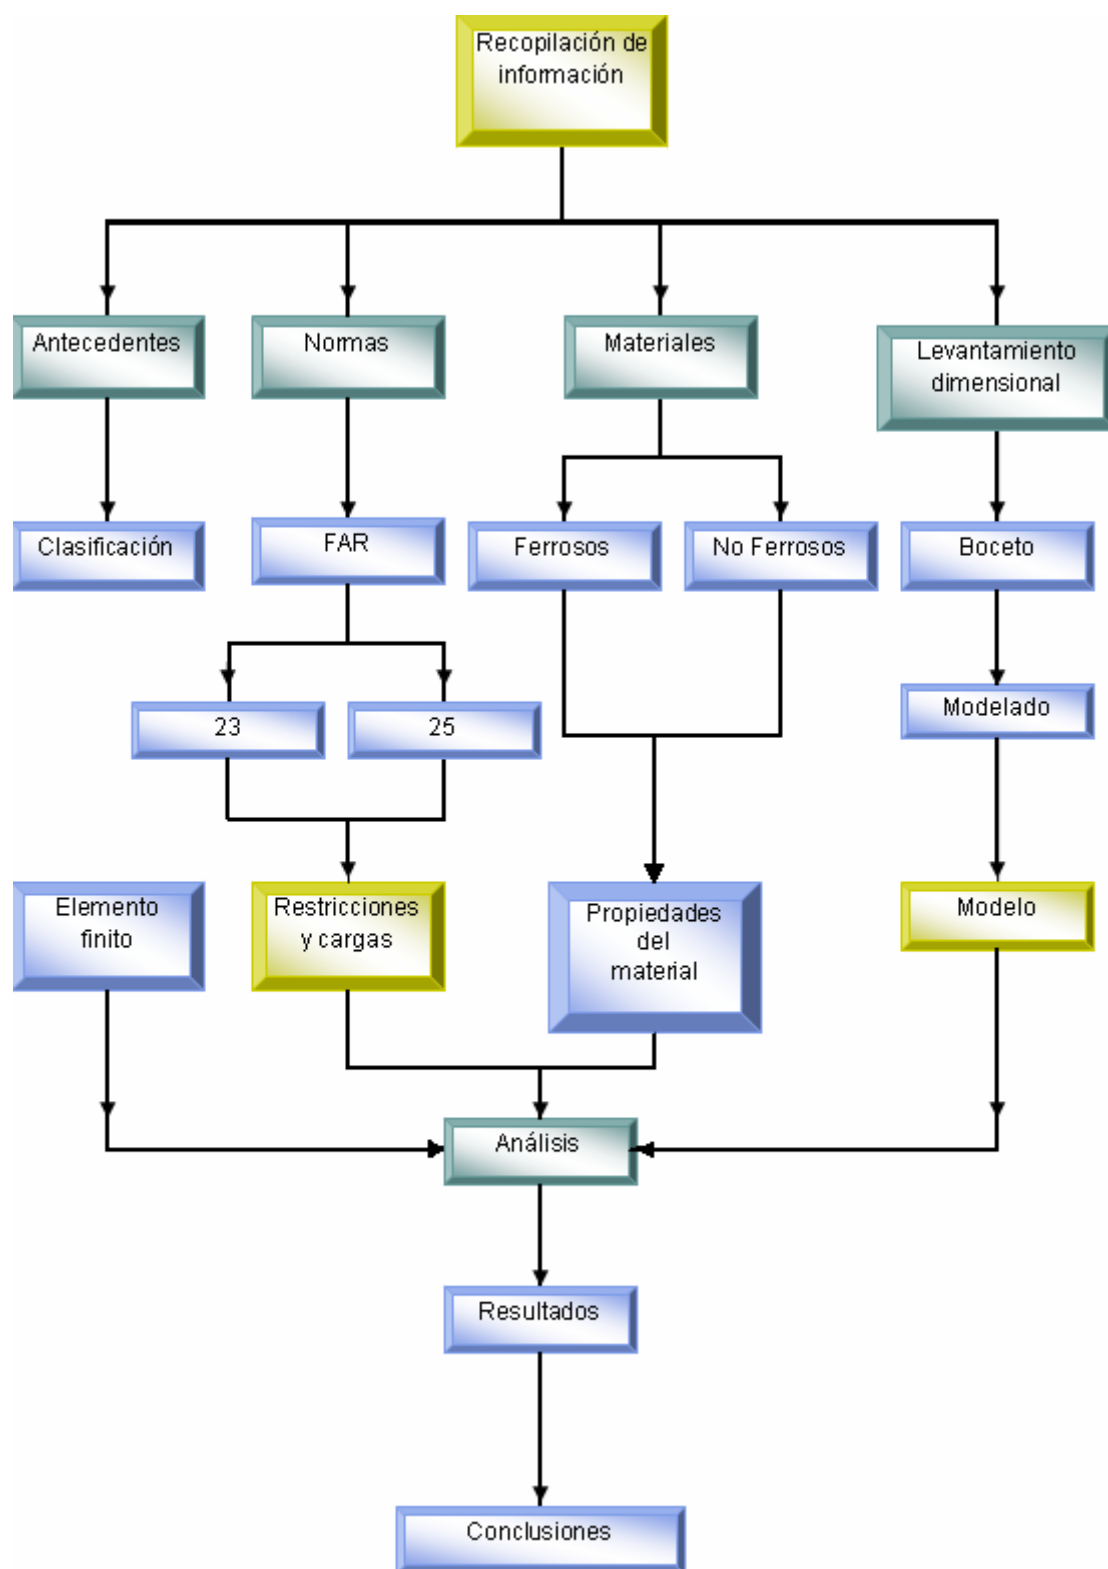 Recopilación de
información
Antecedentes
Normas
Materiales
Levantamiento
dimensional
Clasificación
FAR
Ferrosos
No Ferrosos
Boceto
23
25
Modelado
Elemento
finito
Restricciones
y cargas
Propiedades
del
material
Modelo
Análisis
Resultados
Conclusiones